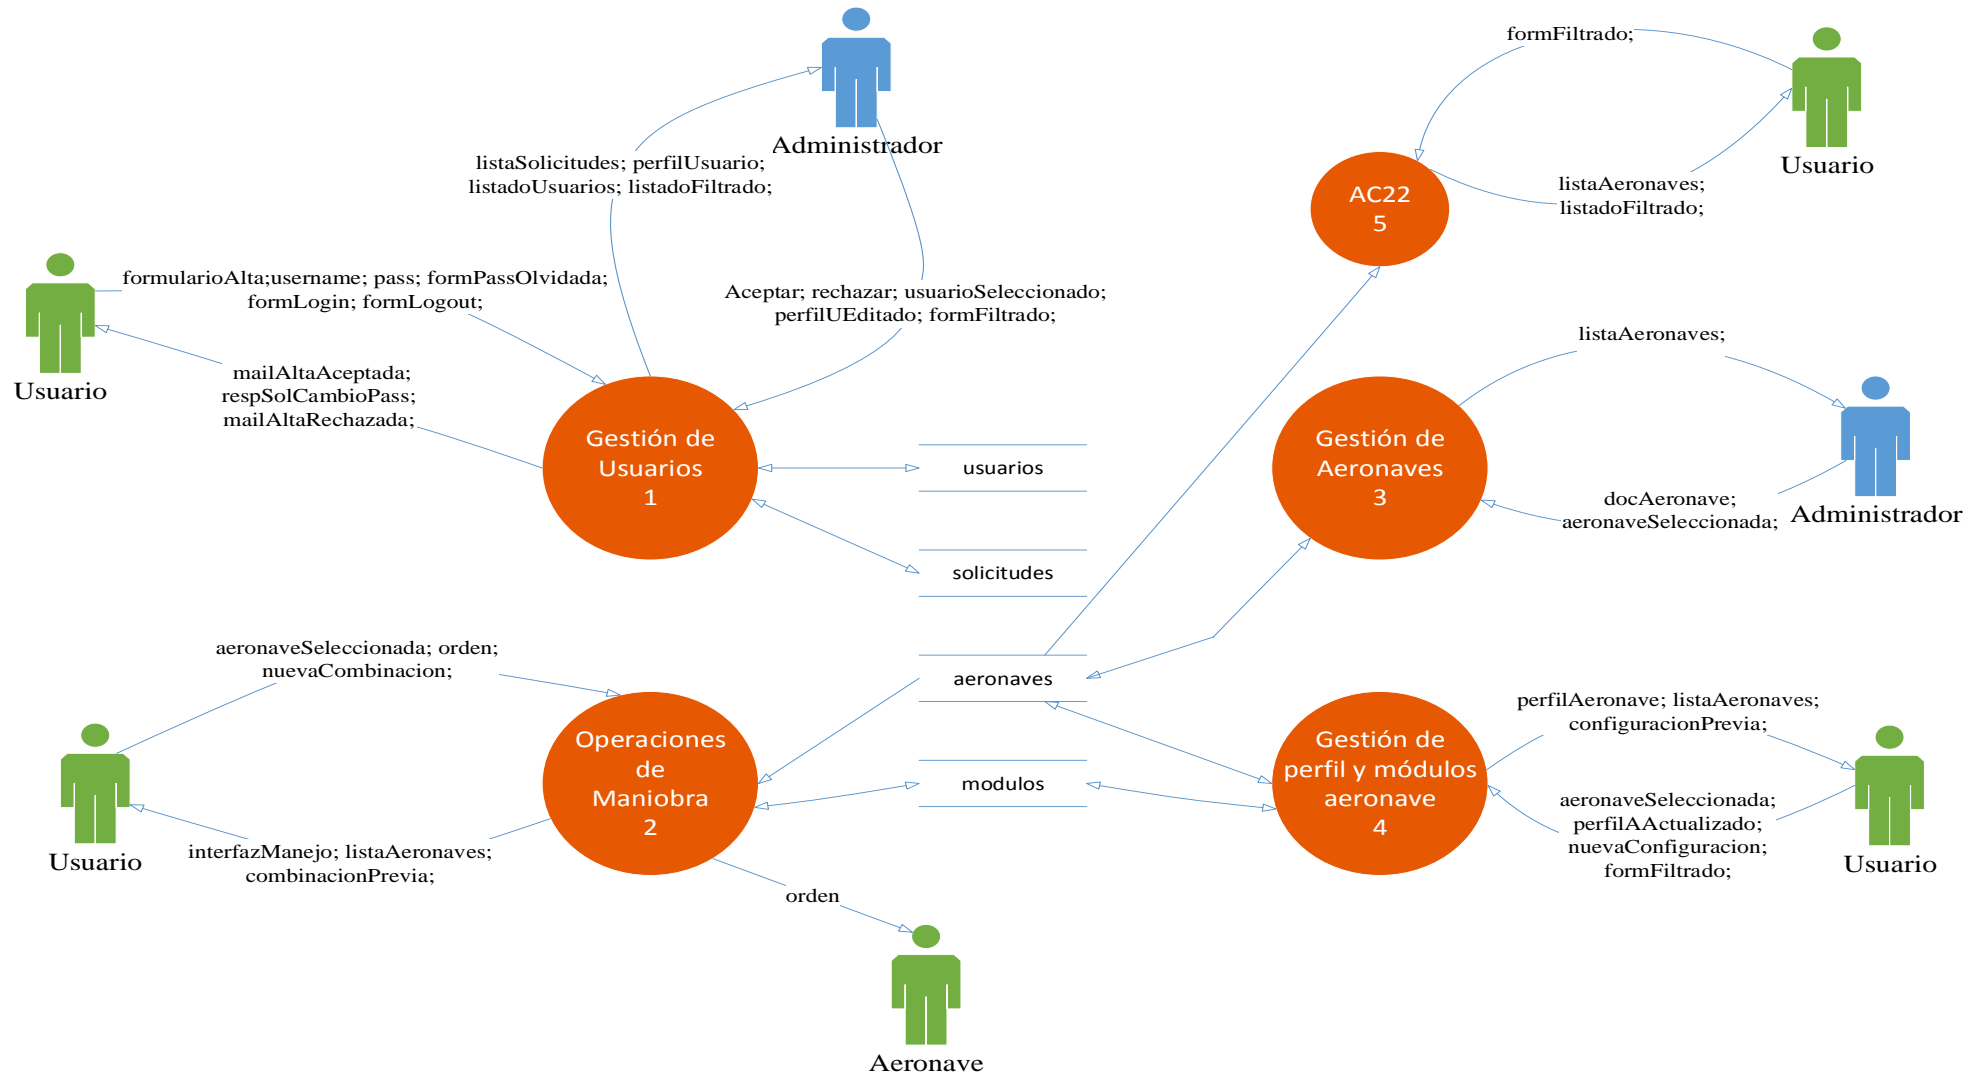 formFiltrado;
Administrador
Usuario
listaSolicitudes; perfilUsuario;
listadoUsuarios; listadoFiltrado;
listaAeronaves;
listadoFiltrado;
AC22
5
formularioAlta;username; pass; formPassOlvidada;
formLogin; formLogout;
Aceptar; rechazar; usuarioSeleccionado;
perfilUEditado; formFiltrado;
listaAeronaves;
Usuario
mailAltaAceptada;
respSolCambioPass;
mailAltaRechazada;
Gestión de
Usuarios
1
usuarios
Gestión de
Aeronaves
3
docAeronave;
aeronaveSeleccionada;
Administrador
solicitudes
aeronaveSeleccionada; orden;
nuevaCombinacion;
aeronaves
perfilAeronave; listaAeronaves;
configuracionPrevia;
Operaciones
de
Maniobra
2
modulos
Gestión de
perfil y módulos
aeronave
4
aeronaveSeleccionada;
perfilAActualizado;
nuevaConfiguracion;
formFiltrado;
Usuario
interfazManejo; listaAeronaves;
combinacionPrevia;
Usuario
orden
Aeronave